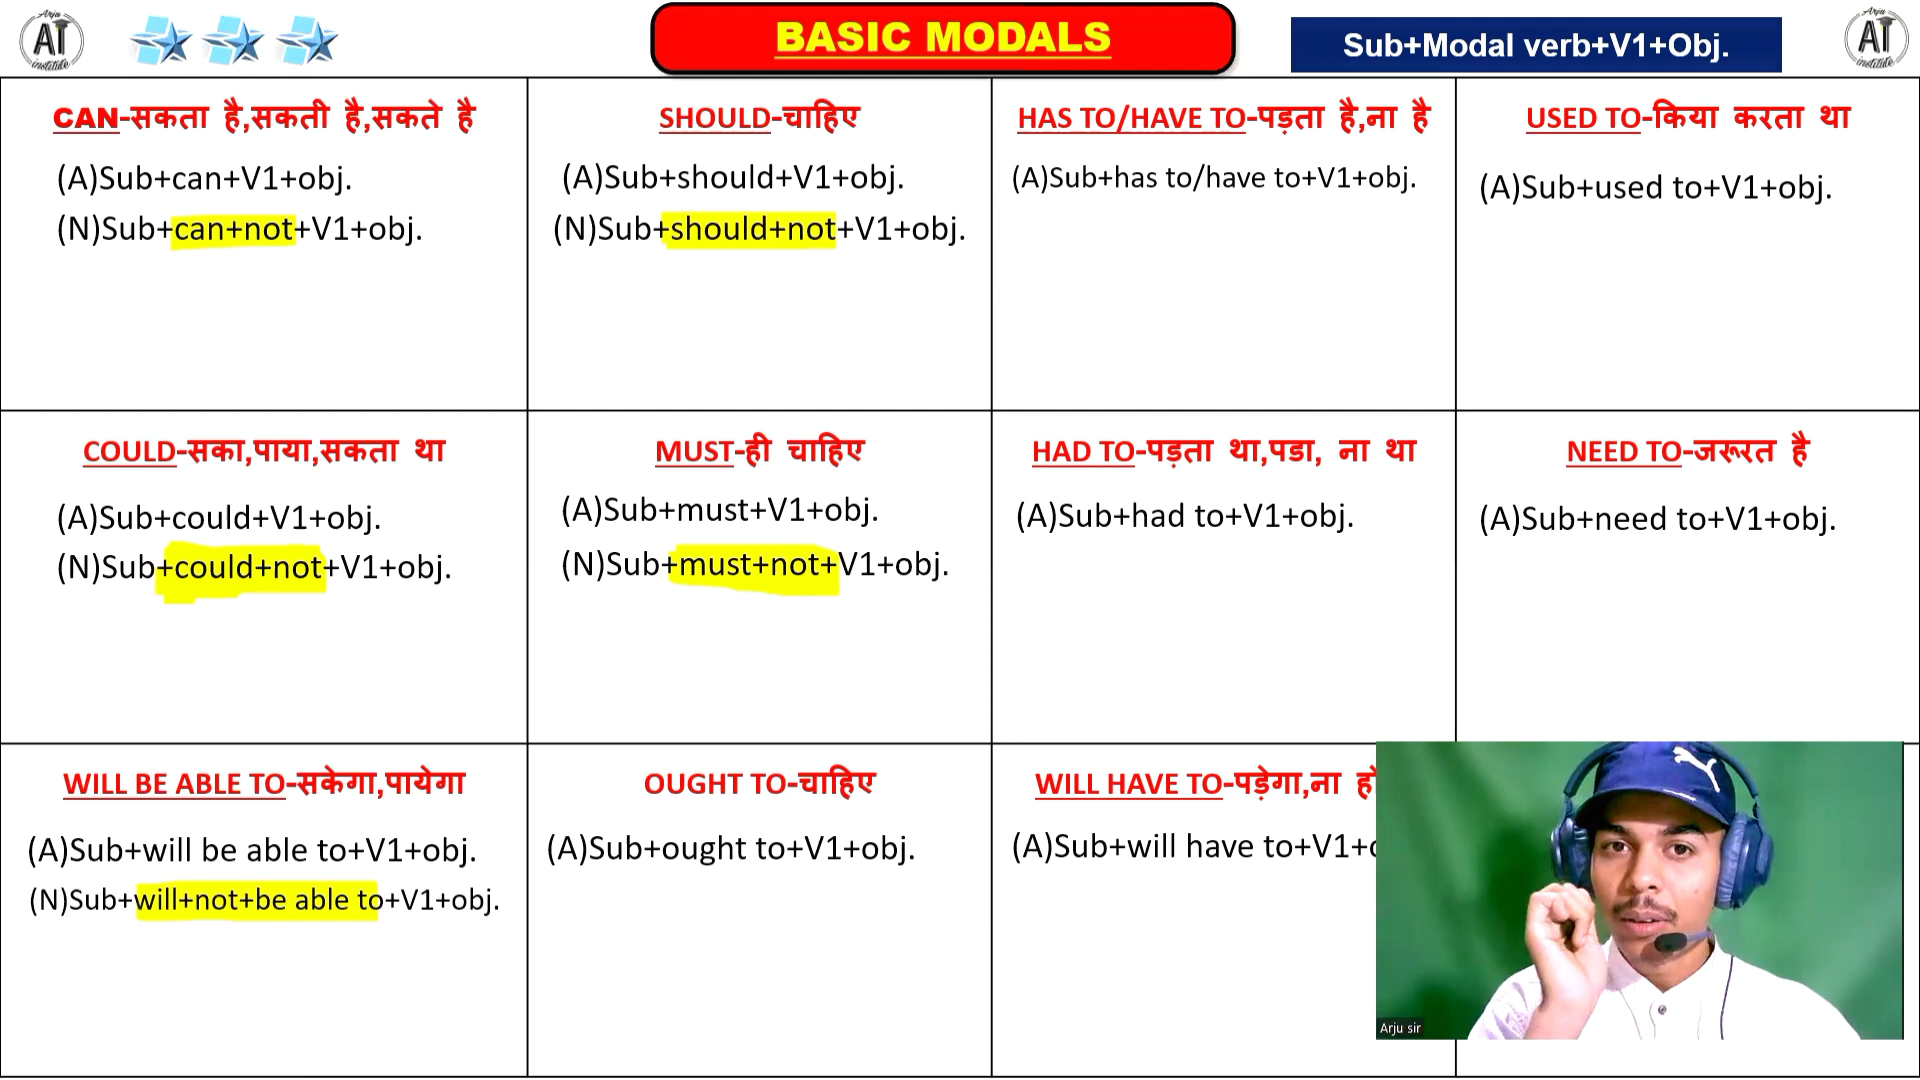 Arju
AT
institute
BASIC MODALS
Sub+Modal verb+V1+Obj.
Arju
AT
institute
CAN-सकता है,सकती है,सकते है
(A)Sub+can+V1+obj.
(N)Sub+can+not+V1+obj.
SHOULD-चाहिए
(A)Sub+should+V1+obj.
(N)Sub+should+not+V1+obj.
HAS TO/HAVE TO-पड़ता है,ना है
(A)Sub+has to/have to+V1+obj.
USED TO-किया करता था
(A)Sub+used to+V1+obj.
COULD-सका,पाया,सकता था
(A)Sub+could+V1+obj.
(N)Sub+could+not+V1+obj.
MUST-ही चाहिए
(A)Sub+must+V1+obj.
(N)Sub+must+not+V1+obj.
HAD TO-पड़ता था,पडा, ना था
(A)Sub+had to+V1+obj.
NEED TO-जरूरत है
(A)Sub+need to+V1+obj.
WILL BE ABLE TO-सकेगा,पायेगा
(A)Sub+will be able to+V1+obj.
(N)Sub+will+not+be able to+V1+obj.
OUGHT TO-चाहिए
(A)Sub+ought to+V1+obj.
WILL HAVE TO-पड़ेगा,ना
(A)Sub+will have to+V1+
Arju sir